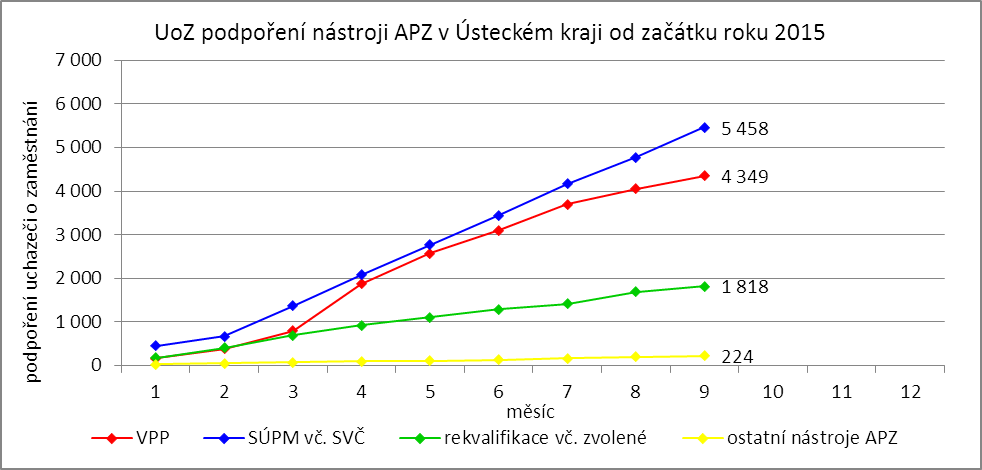 UoZ podpoření nástroji APZ v Ústeckém kraji od začátku roku 2015
podpoření uchazeči o zaměstnání
7 000
6 000
5 000
4 000
3 000
2 000
1 000
0
5 458
4 349
1 818
224
1 2 3 4 5 6 7 8 9 10 11 12
měsíc
VPP SÚPM vč. SVČ rekvalifikace vč. zvolené ostatní nástroje APZ